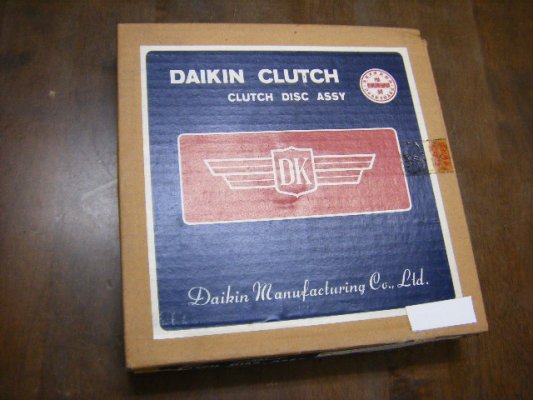 DAIKIN CLUTCH
CLUTCH DISC ASSY
DK
Daikin Manufacturing Co., Ltd.